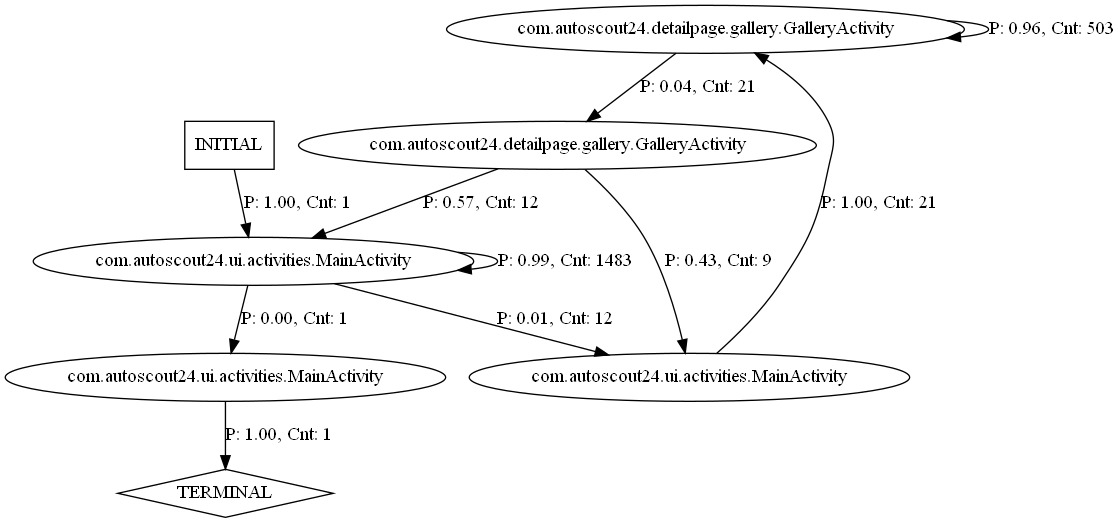 com.autoscout24.detailpage.gallery.GalleryActivity
P: 0.96, Cnt: 503
P: 0.04, Cnt: 21
INITIAL
com.autoscout24.detailpage.gallery.GalleryActivity
P: 1.00, Cnt: 1
P: 0.57, Cnt: 12
P: 1.00, Cnt: 21
com.autoscout24.ui.activities.MainActivity
P: 0.99, Cnt: 1483
P: 0.43, Cnt: 9
P: 0.00, Cnt: 1
P: 0.01, Cnt: 12
com.autoscout24.ui.activities.MainActivity
com.autoscout24.ui.activities.MainActivity
P: 1.00, Cnt: 1
TERMINAL